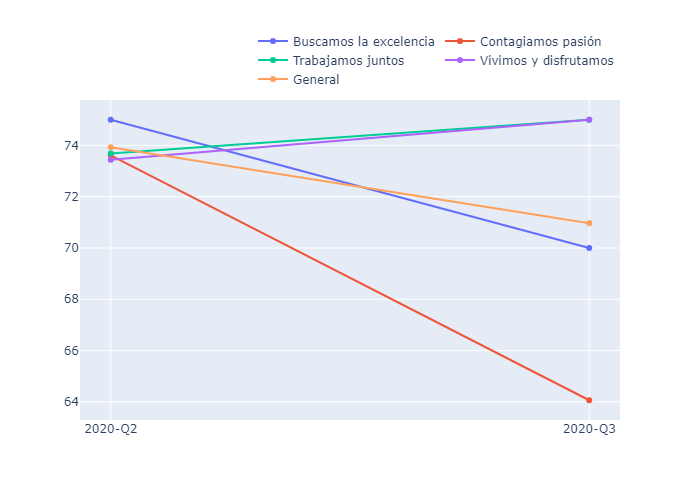 Buscamos la excelencia Contagiamos pasión
Trabajamos juntos Vivimos y disfrutamos
General
74
72
70
68
66
64
2020-Q2 2020-Q3